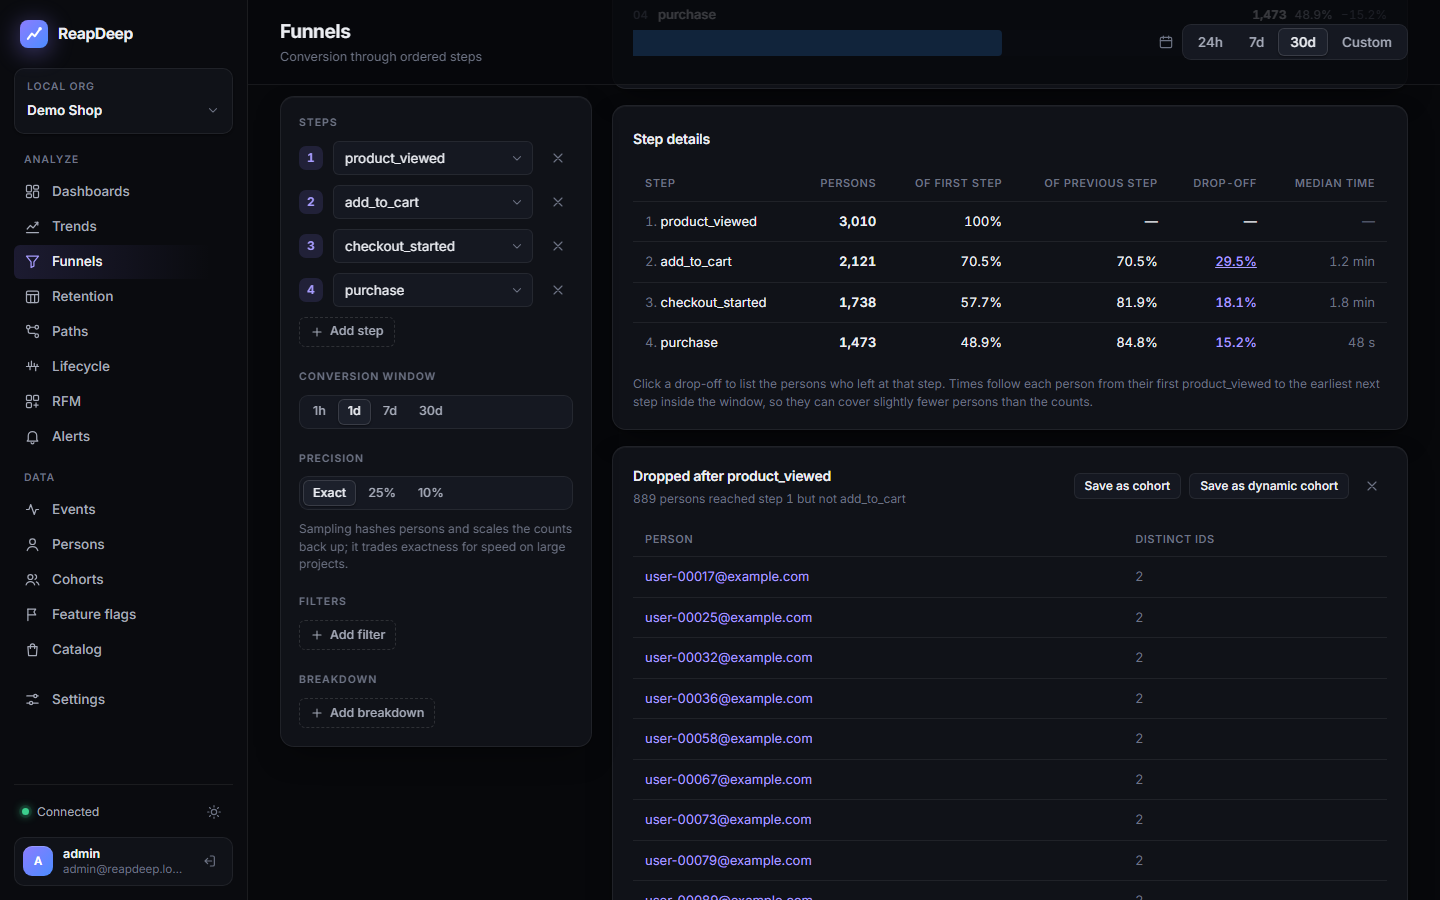 ReapDeep
LOCAL ORG
Demo Shop
ANALYZE
Dashboards
Trends
Funnels
Retention
Paths
Lifecycle
RFM
Alerts
DATA
Events
Persons
Cohorts
Feature flags
Catalog
Settings
Connected
A
admin
admin@reapdeep.lo...
Funnels
Conversion through ordered steps
24h 7d 30d Custom
STEPS
1 product_viewed
2 add_to_cart
3 checkout_started
4 purchase
Add step
CONVERSION WINDOW
1h 1d 7d 30d
PRECISION
Exact 25% 10%
Sampling hashes persons and scales the counts
back up; it trades exactness for speed on large
projects.
FILTERS
Add filter
BREAKDOWN
Add breakdown
04 purchase 1,473 48.9% −15.2%
Step details
STEP PERSONS OF FIRST STEP OF PREVIOUS STEP DROP-OFF MEDIAN TIME
1. product_viewed 3,010 100% — — —
2. add_to_cart 2,121 70.5% 70.5% 29.5% 1.2 min
3. checkout_started 1,738 57.7% 81.9% 18.1% 1.8 min
4. purchase 1,473 48.9% 84.8% 15.2% 48 s
Click a drop-off to list the persons who left at that step. Times follow each person from their first product_viewed to the earliest next
step inside the window, so they can cover slightly fewer persons than the counts.
Dropped after product_viewed
889 persons reached step 1 but not add_to_cart
Save as cohort Save as dynamic cohort
PERSON DISTINCT IDS
user-00017@example.com 2
user-00025@example.com 2
user-00032@example.com 2
user-00036@example.com 2
user-00058@example.com 2
user-00067@example.com 2
user-00073@example.com 2
user-00079@example.com 2